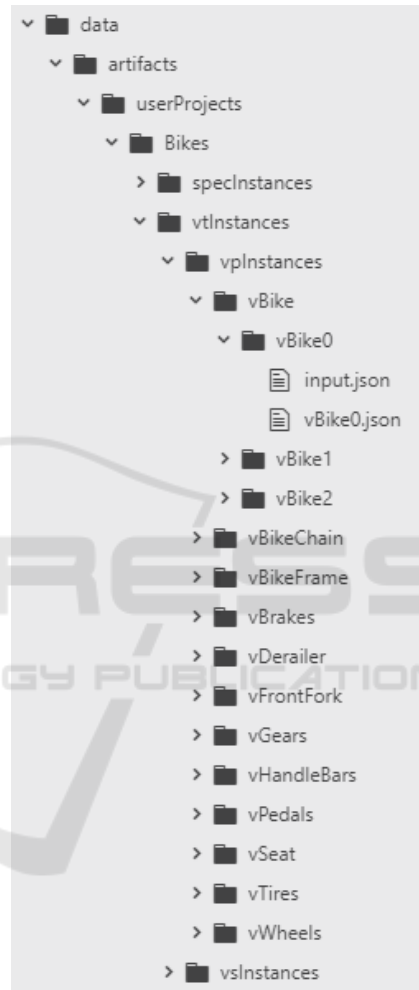 data
artifacts
userProjects
Bikes
specInstances
vtInstances
vpInstances
vBike
vBike0
input.json
vBike0.json
vBike1
vBike2
vBikeChain
vBikeFrame
vBrakes
vDerailer
vFrontFork
vGears
vHandleBars
vPedals
vSeat
vTires
vWheels
vsInstances